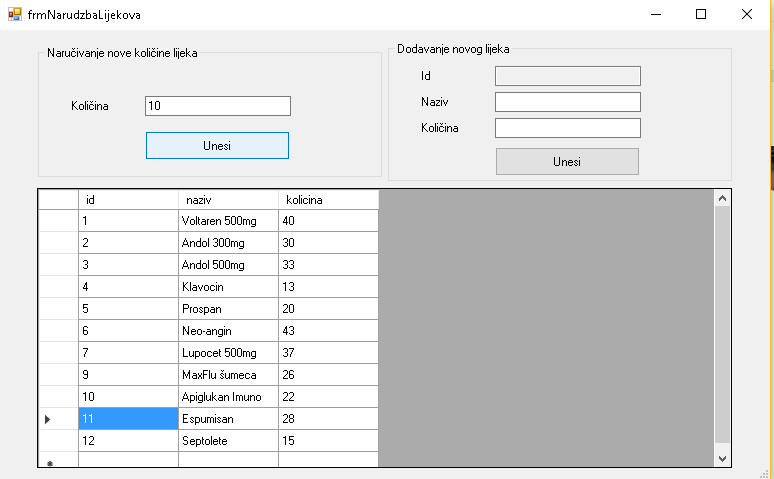 frmNarudzbaLijekova
Naručivanje nove količine lijeka
Količina 10
Unesi
Dodavanje novog lijeka
Id
Naziv
Količina
Unesi
id naziv kolicina
1 Voltaren 500mg 40
2 Andol 300mg 30
3 Andol 500mg 33
4 Klavocin 13
5 Prospan 20
6 Neo-angin 43
7 Lupocet 500mg 37
9 MaxFlu šumeca 26
10 Apiglukan Imuno 22
11 Espumisan 28
12 Septolete 15